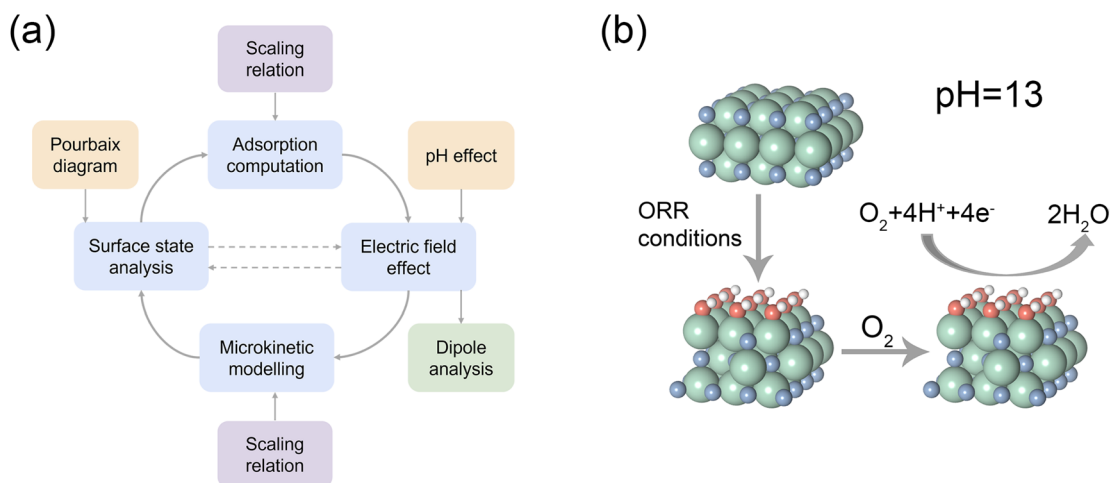 (a)
Scaling
relation
Pourbaix
diagram
Adsorption
computation
pH effect
Surface state
analysis
Electric field
effect
Microkinetic
modelling
Dipole
analysis
Scaling
relation
(b)
pH=13
ORR
conditions
O₂+4H⁺+4e⁻
2H₂O
O₂